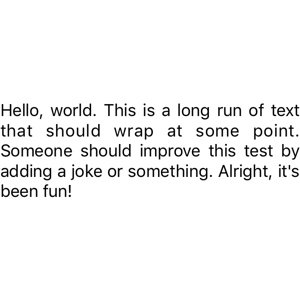 Hello, world. This is a long run of text
that should wrap at some point.
Someone should improve this test by
adding a joke or something. Alright, it's
been fun!